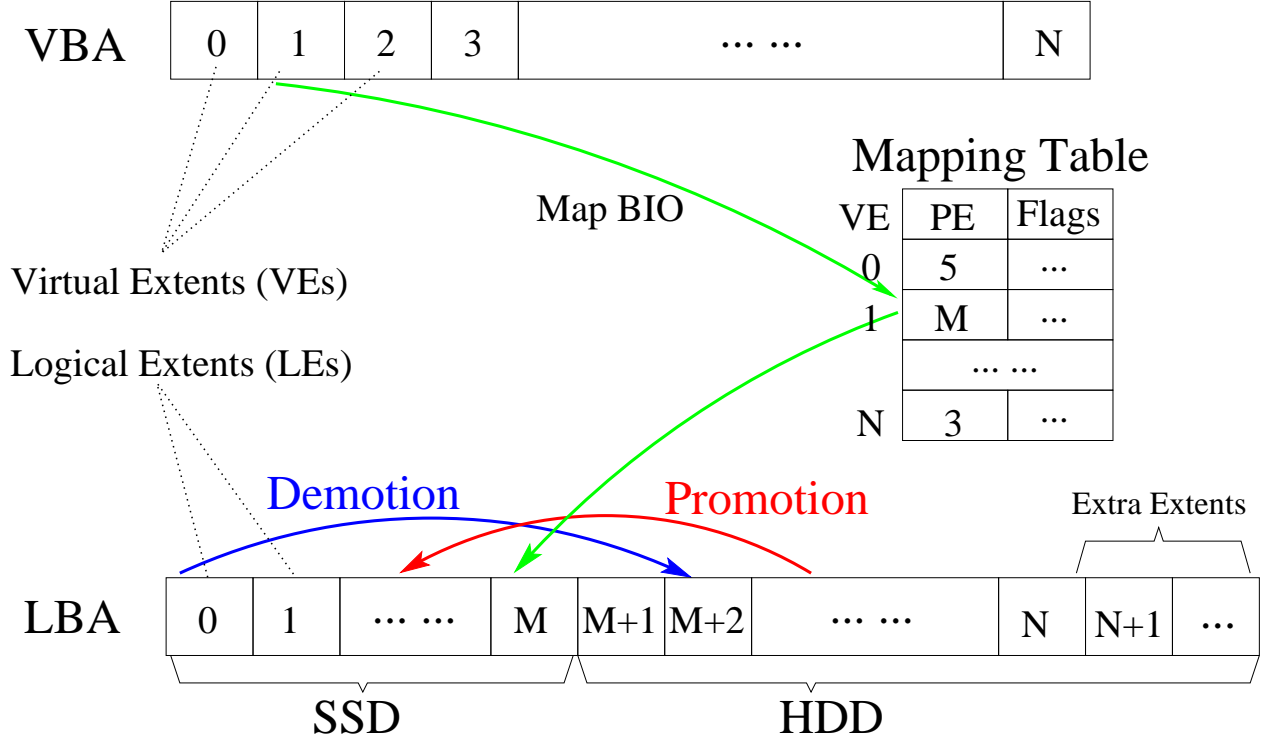 VBA 0 1 2 3 ... ... N
Mapping Table
VE PE Flags
Map BIO
0 5 ...
Virtual Extents (VEs)
1 M ...
Logical Extents (LEs)
... ...
N 3 ...
Demotion Promotion
Extra Extents
LBA 0 1 ... ... M M+1 M+2 ... ... N N+1 ...
SSD HDD